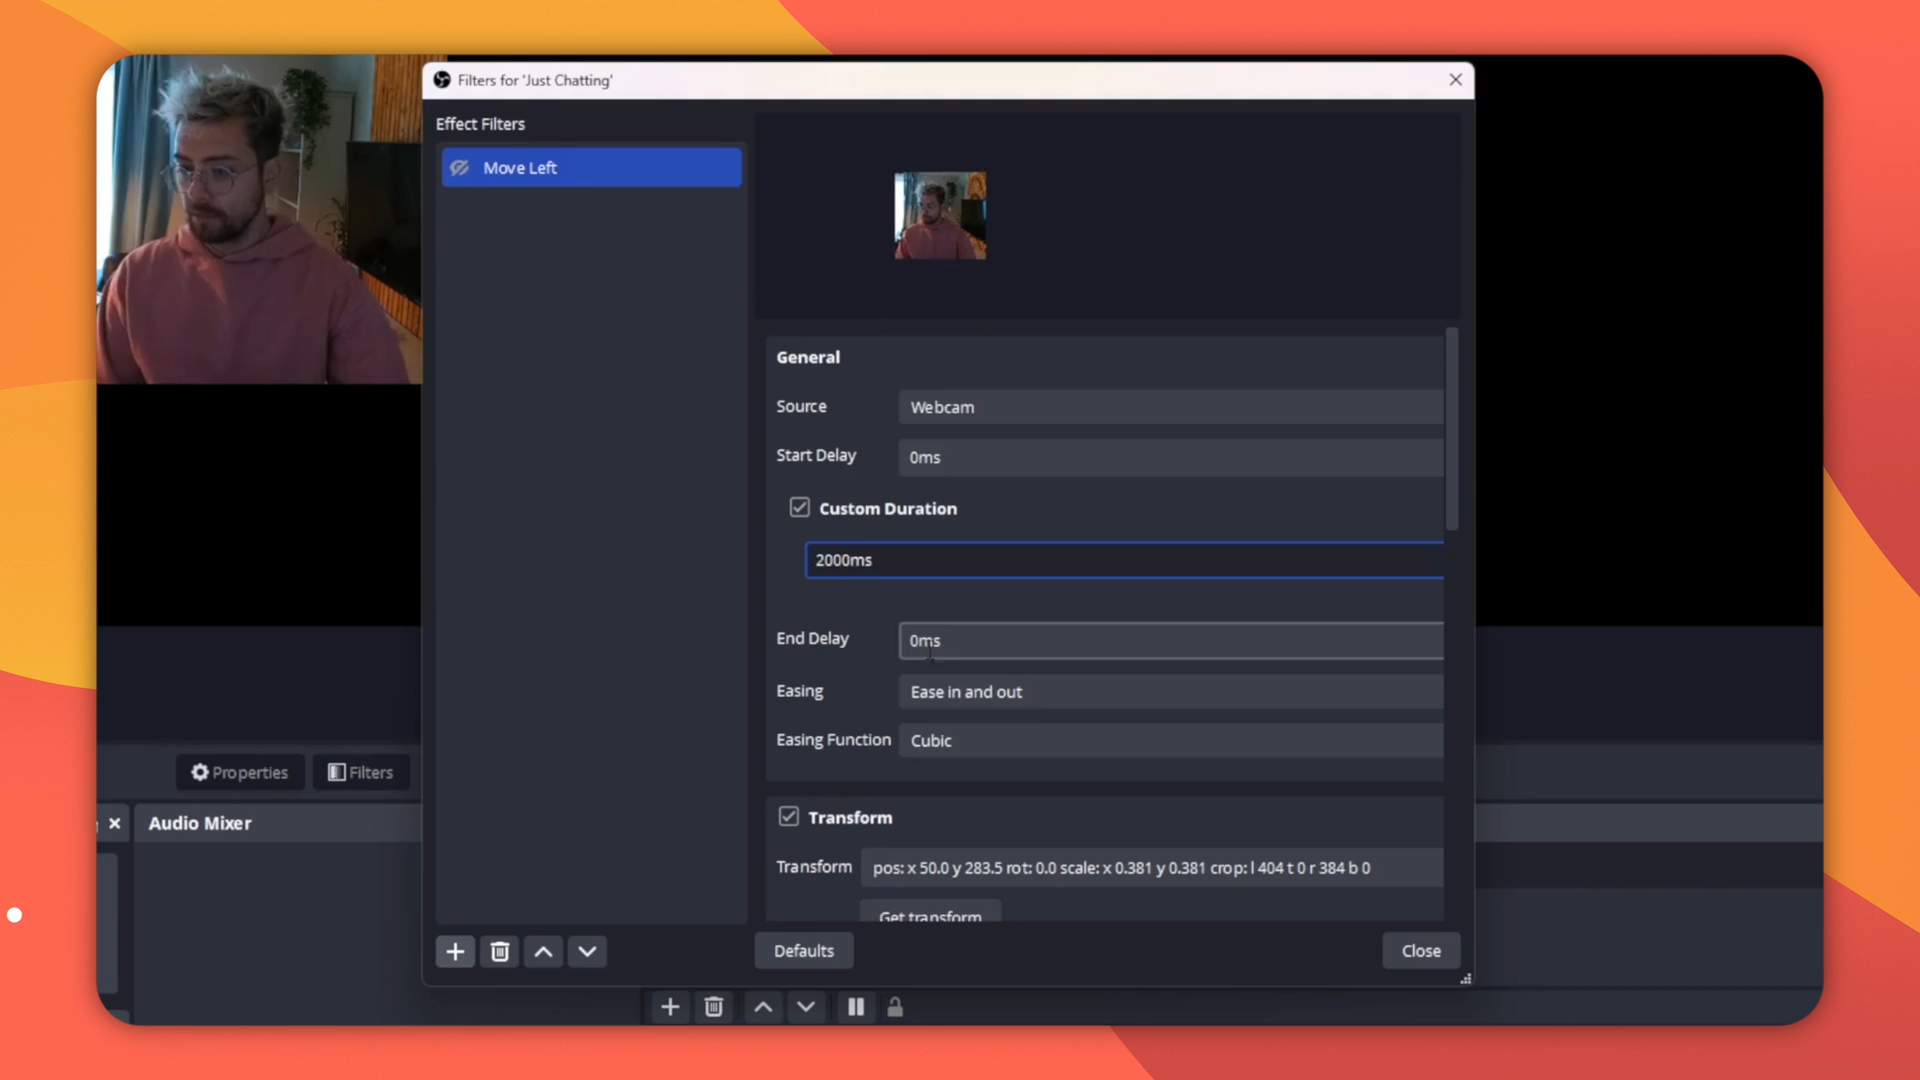 Filters for 'Just Chatting'
Effect Filters
Move Left
General
Source Webcam
Start Delay 0ms
Custom Duration
2000ms
End Delay 0ms
Easing Ease in and out
Easing Function Cubic
Transform
Transform pos: x 50.0 y 283.5 rot: 0.0 scale: x 0.381 y 0.381 crop: l 404 t 0 r 384 b 0
Get transform
Defaults Close
Properties Filters
Audio Mixer